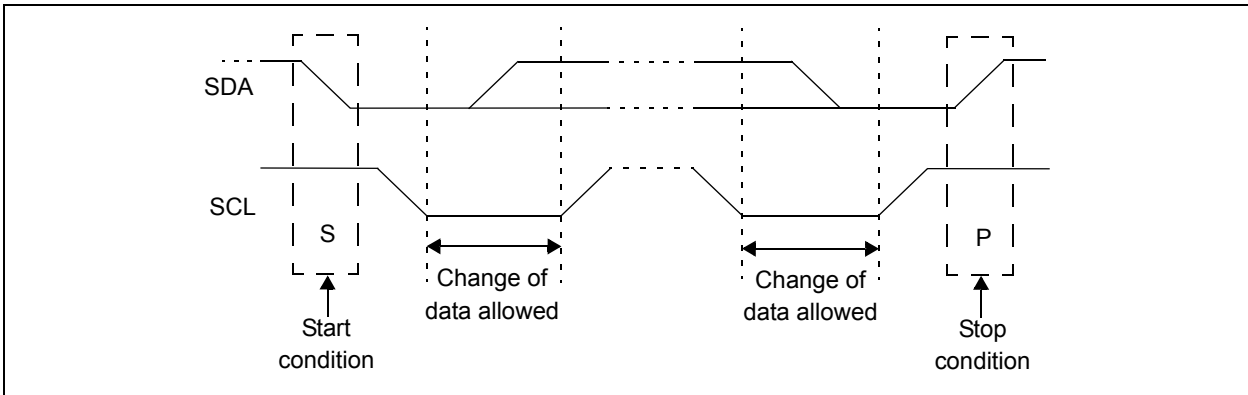 SDA
SCL
S
P
Change of
data allowed
Change of
data allowed
Start
condition
Stop
condition